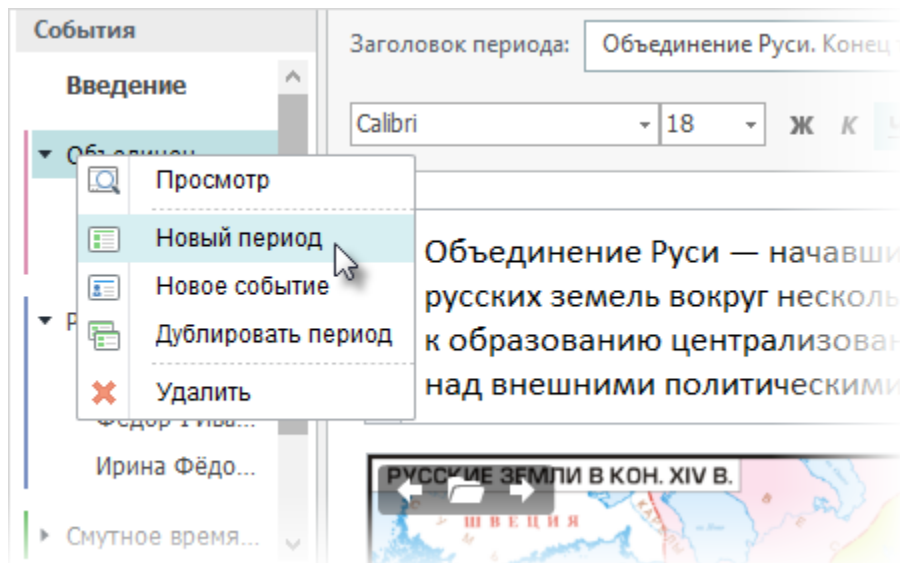 События
Введение
Просмотр
Новый период
Новое событие
Дублировать период
Удалить
Ирина Фёдо...
Смутное время...
Заголовок периода: Объединение Руси. Конец
Calibri 18 Ж К
Объединение Руси — начавши
русских земель вокруг несколь
к образованию централизован
над внешними политическими
РУССКИЕ ЗЕМЛИ В КОН. XIV В.
ШВЕЦИЯ